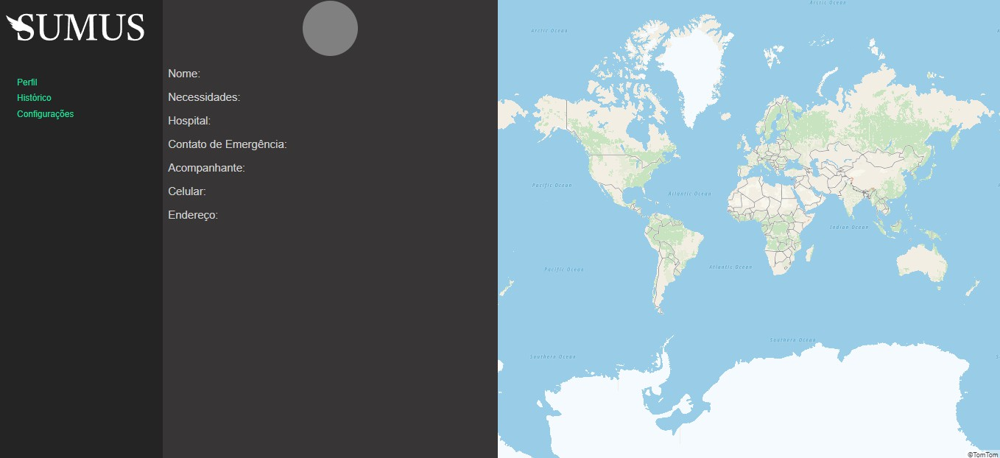 SUMUS
Perfil
Histórico
Configurações
Nome:
Necessidades:
Hospital:
Contato de Emergência:
Acompanhante:
Celular:
Endereço:
Arctic Ocean
Arctic Ocean
Pacific Ocean
Atlantic Ocean
Indian Ocean
Pacific Ocean
Atlantic Ocean
Southern Ocean
Southern Ocean
©TomTom